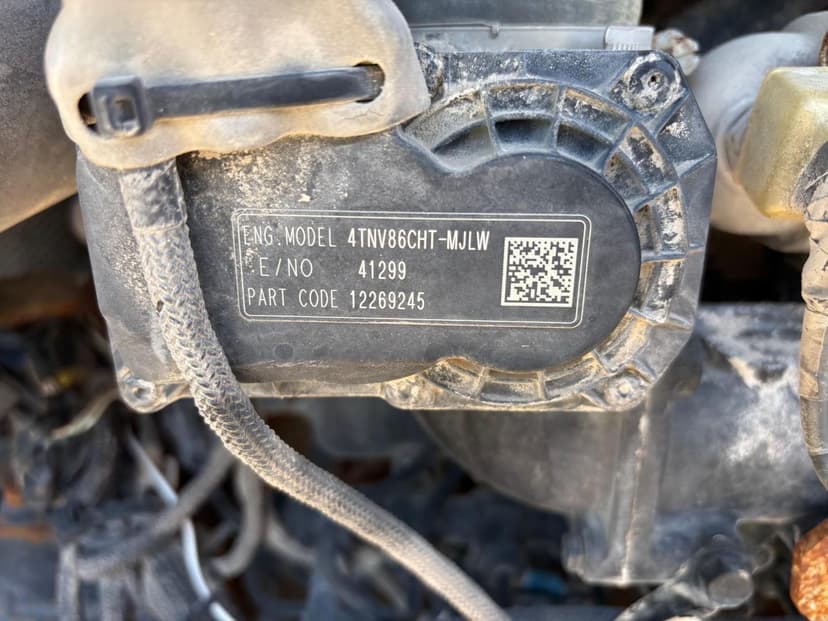 ENG.MODEL 4TNV86CHT-MJLW
E/NO 41299
PART CODE 12269245